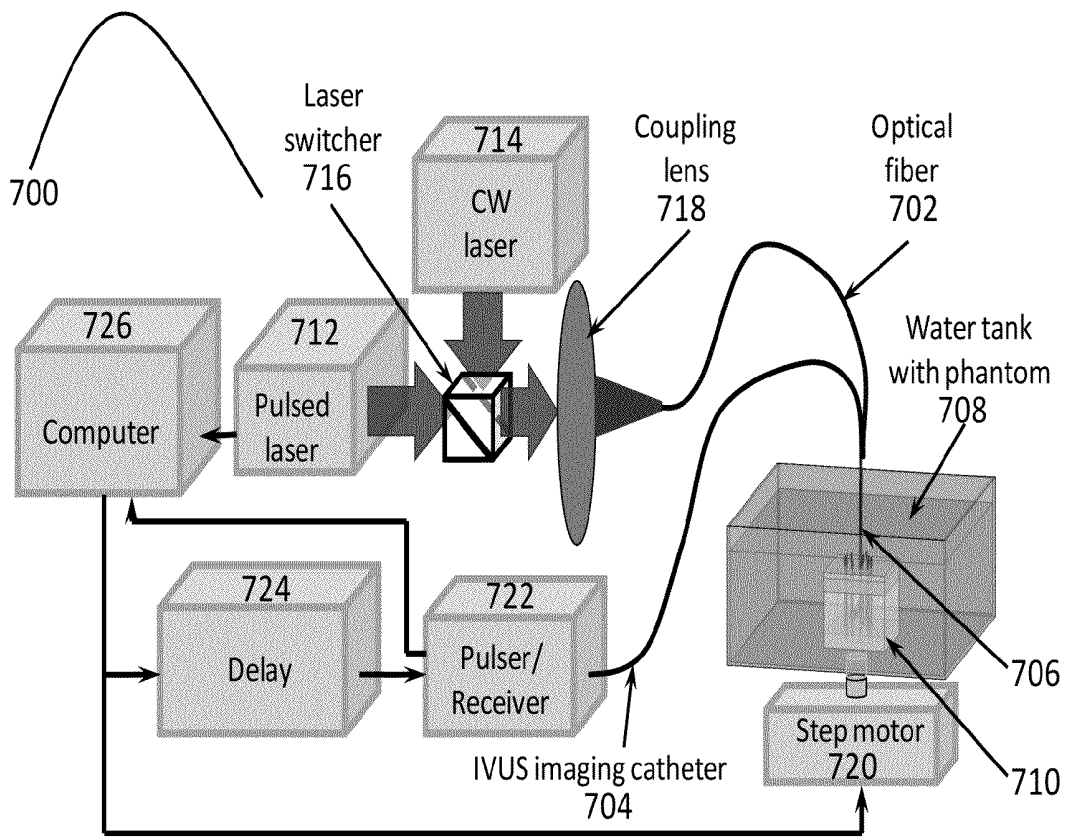 700
Laser
switcher
716
714
CW
laser
Coupling
lens
718
Optical
fiber
702
726
Computer
712
Pulsed
laser
Water tank
with phantom
708
724
Delay
722
Pulser/
Receiver
IVUS imaging catheter
704
Step motor
720
706
710